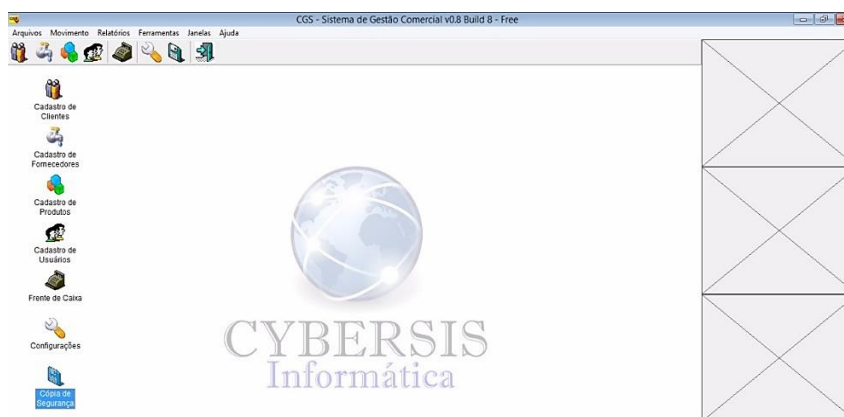 CGS - Sistema de Gestão Comercial v0.8 Build 8 - Free
Arquivos Movimento Relatórios Ferramentas Janelas Ajuda
Cadastro de
Clientes
Cadastro de
Fornecedores
Cadastro de
Produtos
Cadastro de
Usuários
Frente de Caixa
Configurações
Cópia de
Segurança
CYBERSIS
Informática